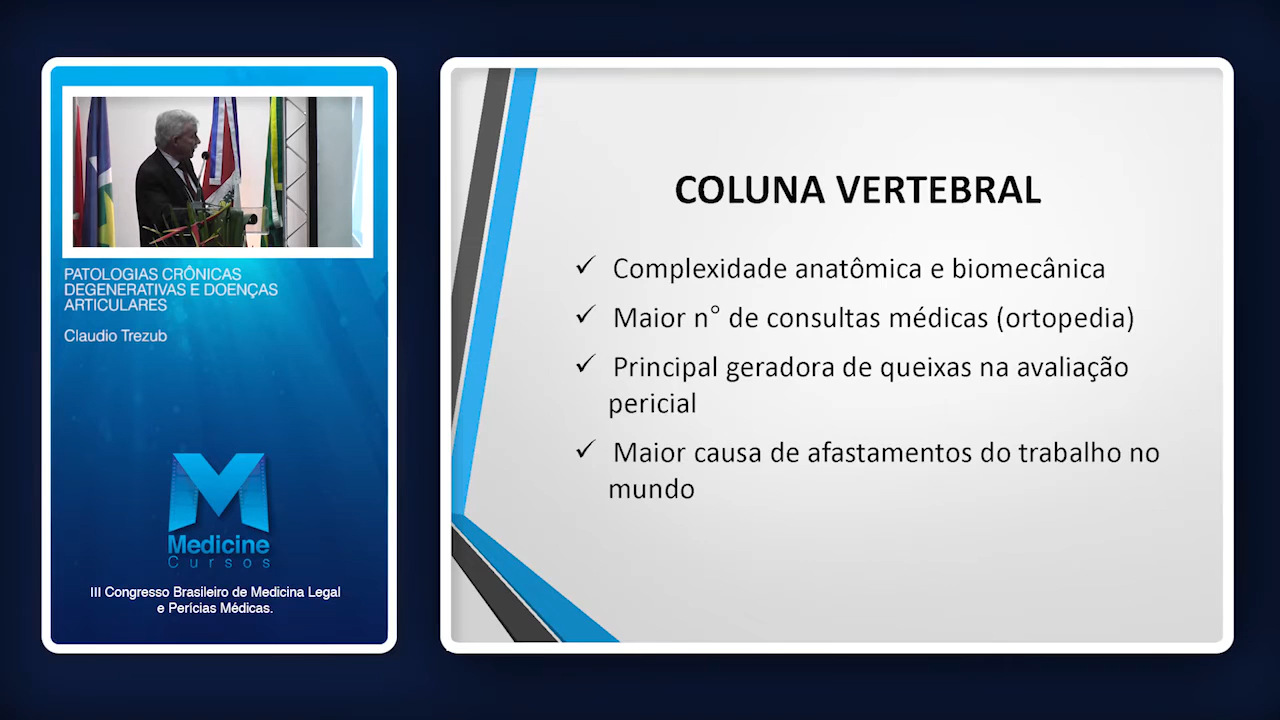 PATOLOGIAS CRÔNICAS
DEGENERATIVAS E DOENÇAS
ARTICULARES
Claudio Trezub
M
Medicine
Cursos
III Congresso Brasileiro de Medicina Legal
e Perícias Médicas.
COLUNA VERTEBRAL
✓ Complexidade anatômica e biomecânica
✓ Maior n° de consultas médicas (ortopedia)
✓ Principal geradora de queixas na avaliação
pericial
✓ Maior causa de afastamentos do trabalho no
mundo